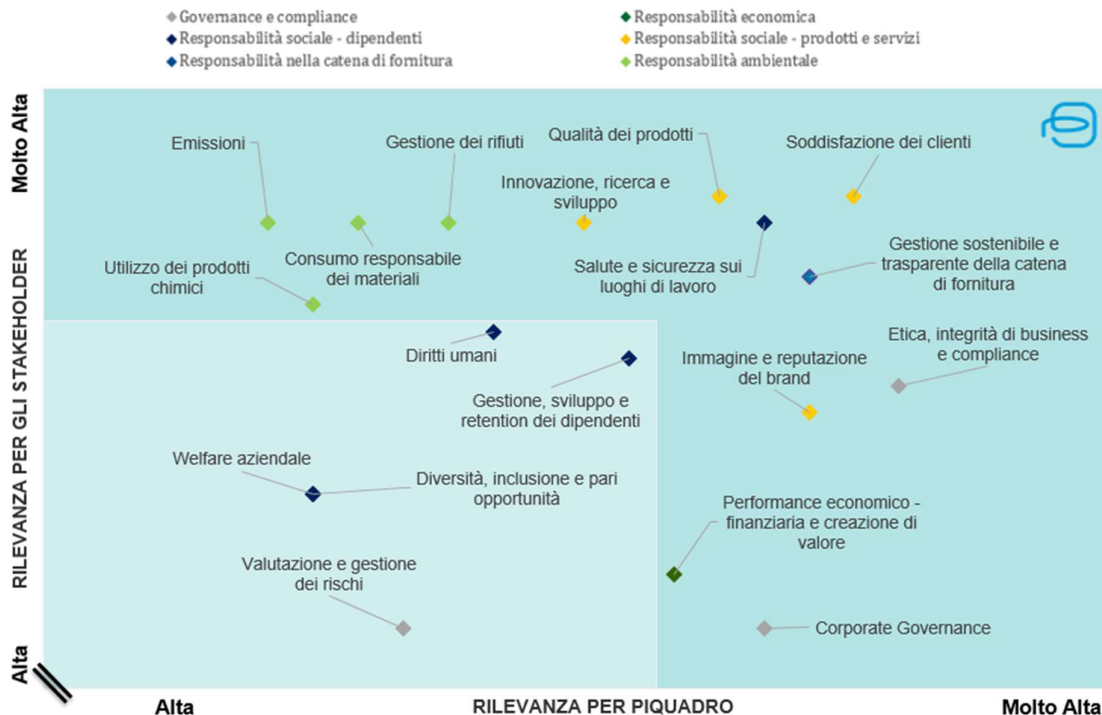 Governance e compliance
Responsabilità economica
Responsabilità sociale - dipendenti
Responsabilità sociale - prodotti e servizi
Responsabilità nella catena di fornitura
Responsabilità ambientale
Molto Alta
RILEVANZA PER GLI STAKEHOLDER
Alta
Emissioni
Gestione dei rifiuti
Qualità dei prodotti
Soddisfazione dei clienti
Innovazione, ricerca e
sviluppo
Utilizzo dei prodotti
chimici
Consumo responsabile
dei materiali
Salute e sicurezza sui
luoghi di lavoro
Gestione sostenibile e
trasparente della catena
di fornitura
Diritti umani
Etica, integrità di business
e compliance
Immagine e reputazione
del brand
Gestione, sviluppo e
retention dei dipendenti
Welfare aziendale
Diversità, inclusione e pari
opportunità
Performance economico -
finanziaria e creazione di
valore
Valutazione e gestione
dei rischi
Corporate Governance
Alta
RILEVANZA PER PIQUADRO
Molto Alta